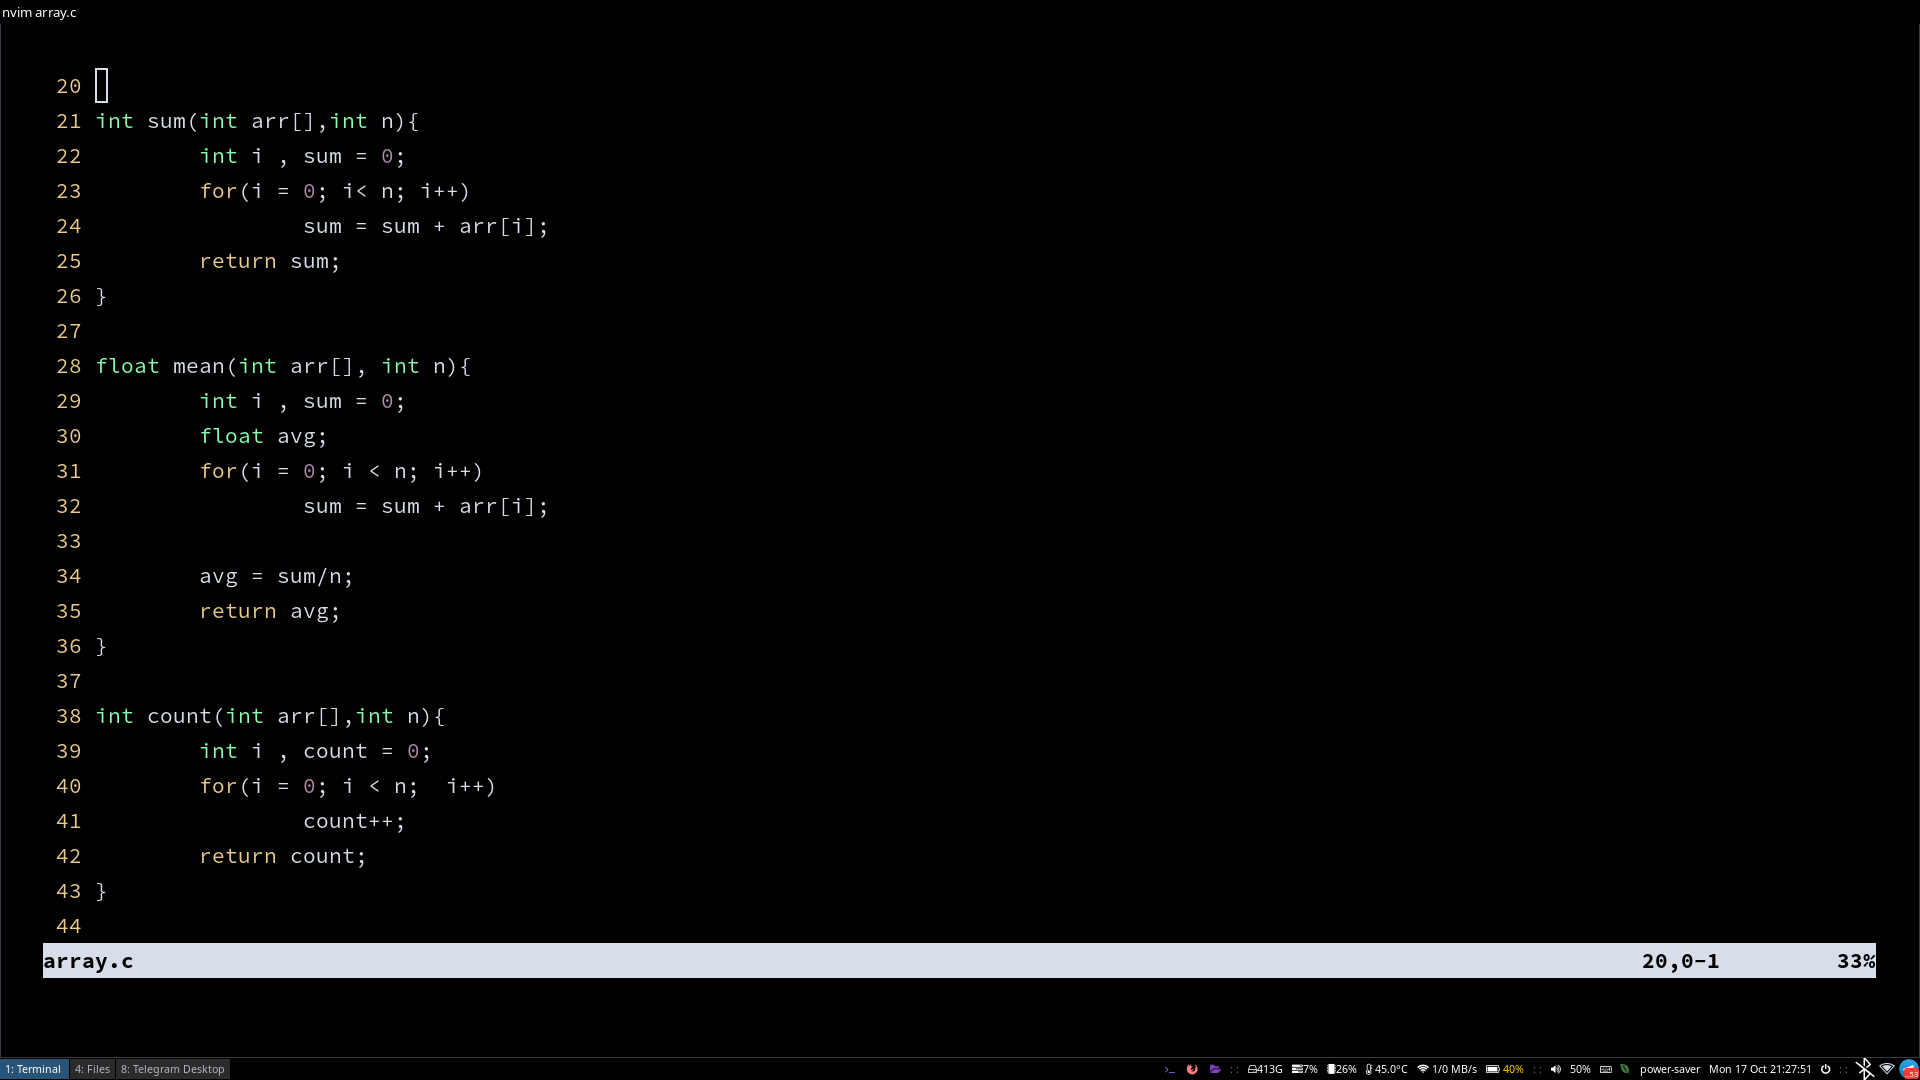 nvim array.c
20
21 int sum(int arr[],int n){
22         int i , sum = 0;
23         for(i = 0; i< n; i++)
24                 sum = sum + arr[i];
25         return sum;
26 }
27
28 float mean(int arr[], int n){
29         int i , sum = 0;
30         float avg;
31         for(i = 0; i < n; i++)
32                 sum = sum + arr[i];
33
34         avg = sum/n;
35         return avg;
36 }
37
38 int count(int arr[],int n){
39         int i , count = 0;
40         for(i = 0; i < n;  i++)
41                 count++;
42         return count;
43 }
44
array.c 20,0-1 33%
1: Terminal 4: Files 8: Telegram Desktop >_ :: 413G 7% 26% 45.0°C 1/0 MB/s 40% :: 50% power-saver Mon 17 Oct 21:27:51 :: 53